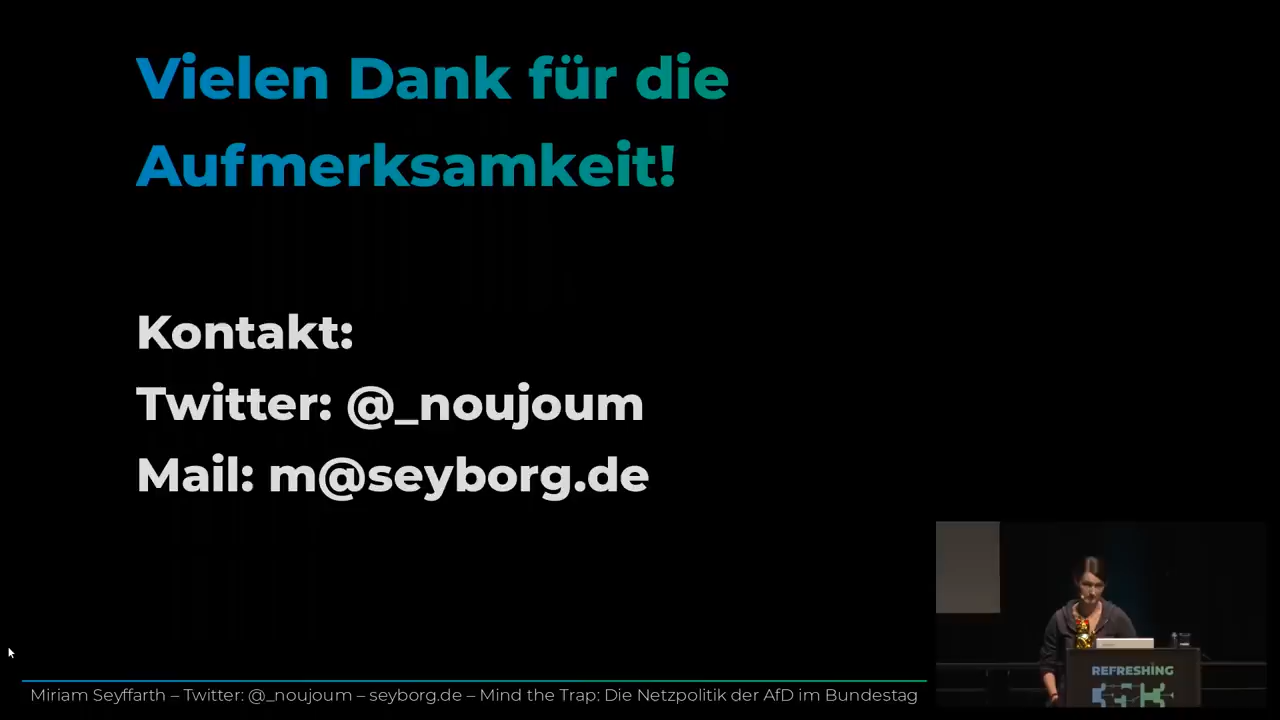 Vielen Dank für die
Aufmerksamkeit!
Kontakt:
Twitter: @_noujoum
Mail: m@seyborg.de
REFRESHING
Miriam Seyffarth – Twitter: @_noujoum – seyborg.de – Mind the Trap: Die Netzpolitik der AfD im Bundestag